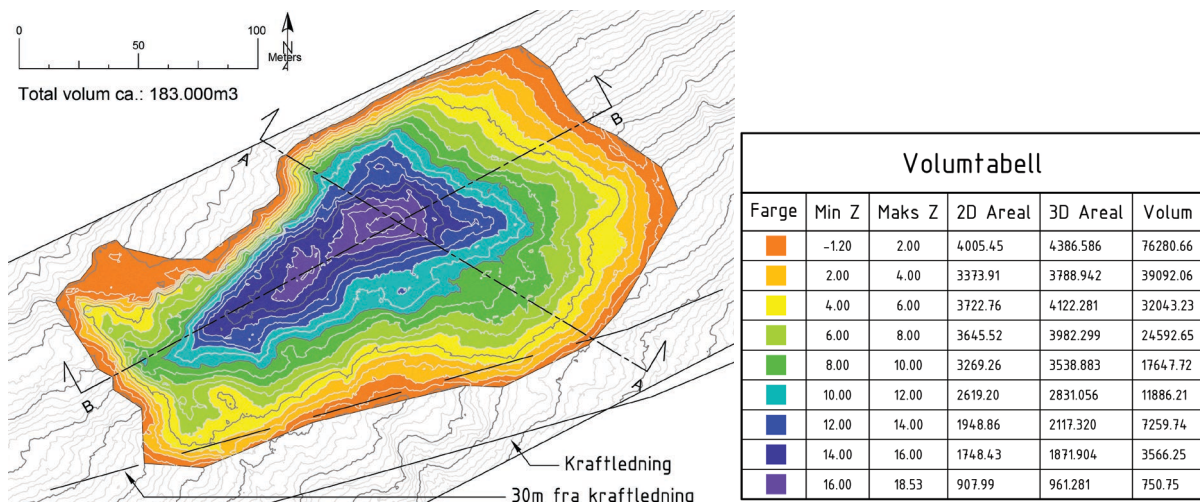 0 50 100
N
Meters
Total volum ca.: 183.000m3
A
B
B
A
Kraftledning
30m fra kraftledning
Volumtabell
Farge Min Z Maks Z 2D Areal 3D Areal Volum
-1.20 2.00 4005.45 4386.586 76280.66
2.00 4.00 3373.91 3788.942 39092.06
4.00 6.00 3722.76 4122.281 32043.23
6.00 8.00 3645.52 3982.299 24592.65
8.00 10.00 3269.26 3538.883 17647.72
10.00 12.00 2619.20 2831.056 11886.21
12.00 14.00 1948.86 2117.320 7259.74
14.00 16.00 1748.43 1871.904 3566.25
16.00 18.53 907.99 961.281 750.75